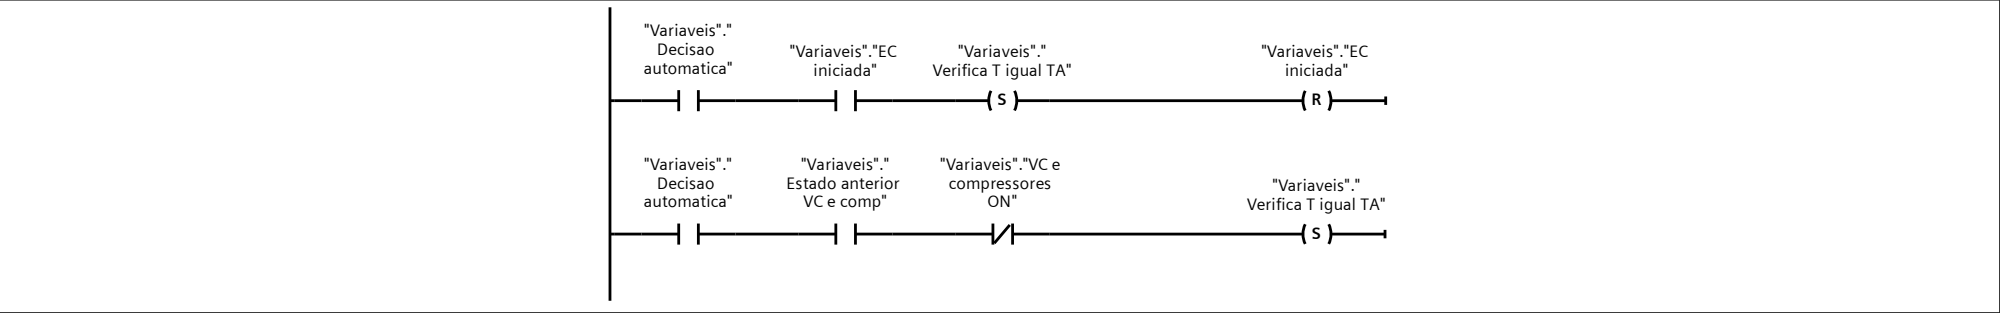 "Variaveis"."
Decisao
automatica"
"Variaveis"."EC
iniciada"
"Variaveis"."
Verifica T igual TA"
"Variaveis"."EC
iniciada"
S
R
"Variaveis"."
Decisao
automatica"
"Variaveis"."
Estado anterior
VC e comp"
"Variaveis"."VC e
compressores
ON"
"Variaveis"."
Verifica T igual TA"
S